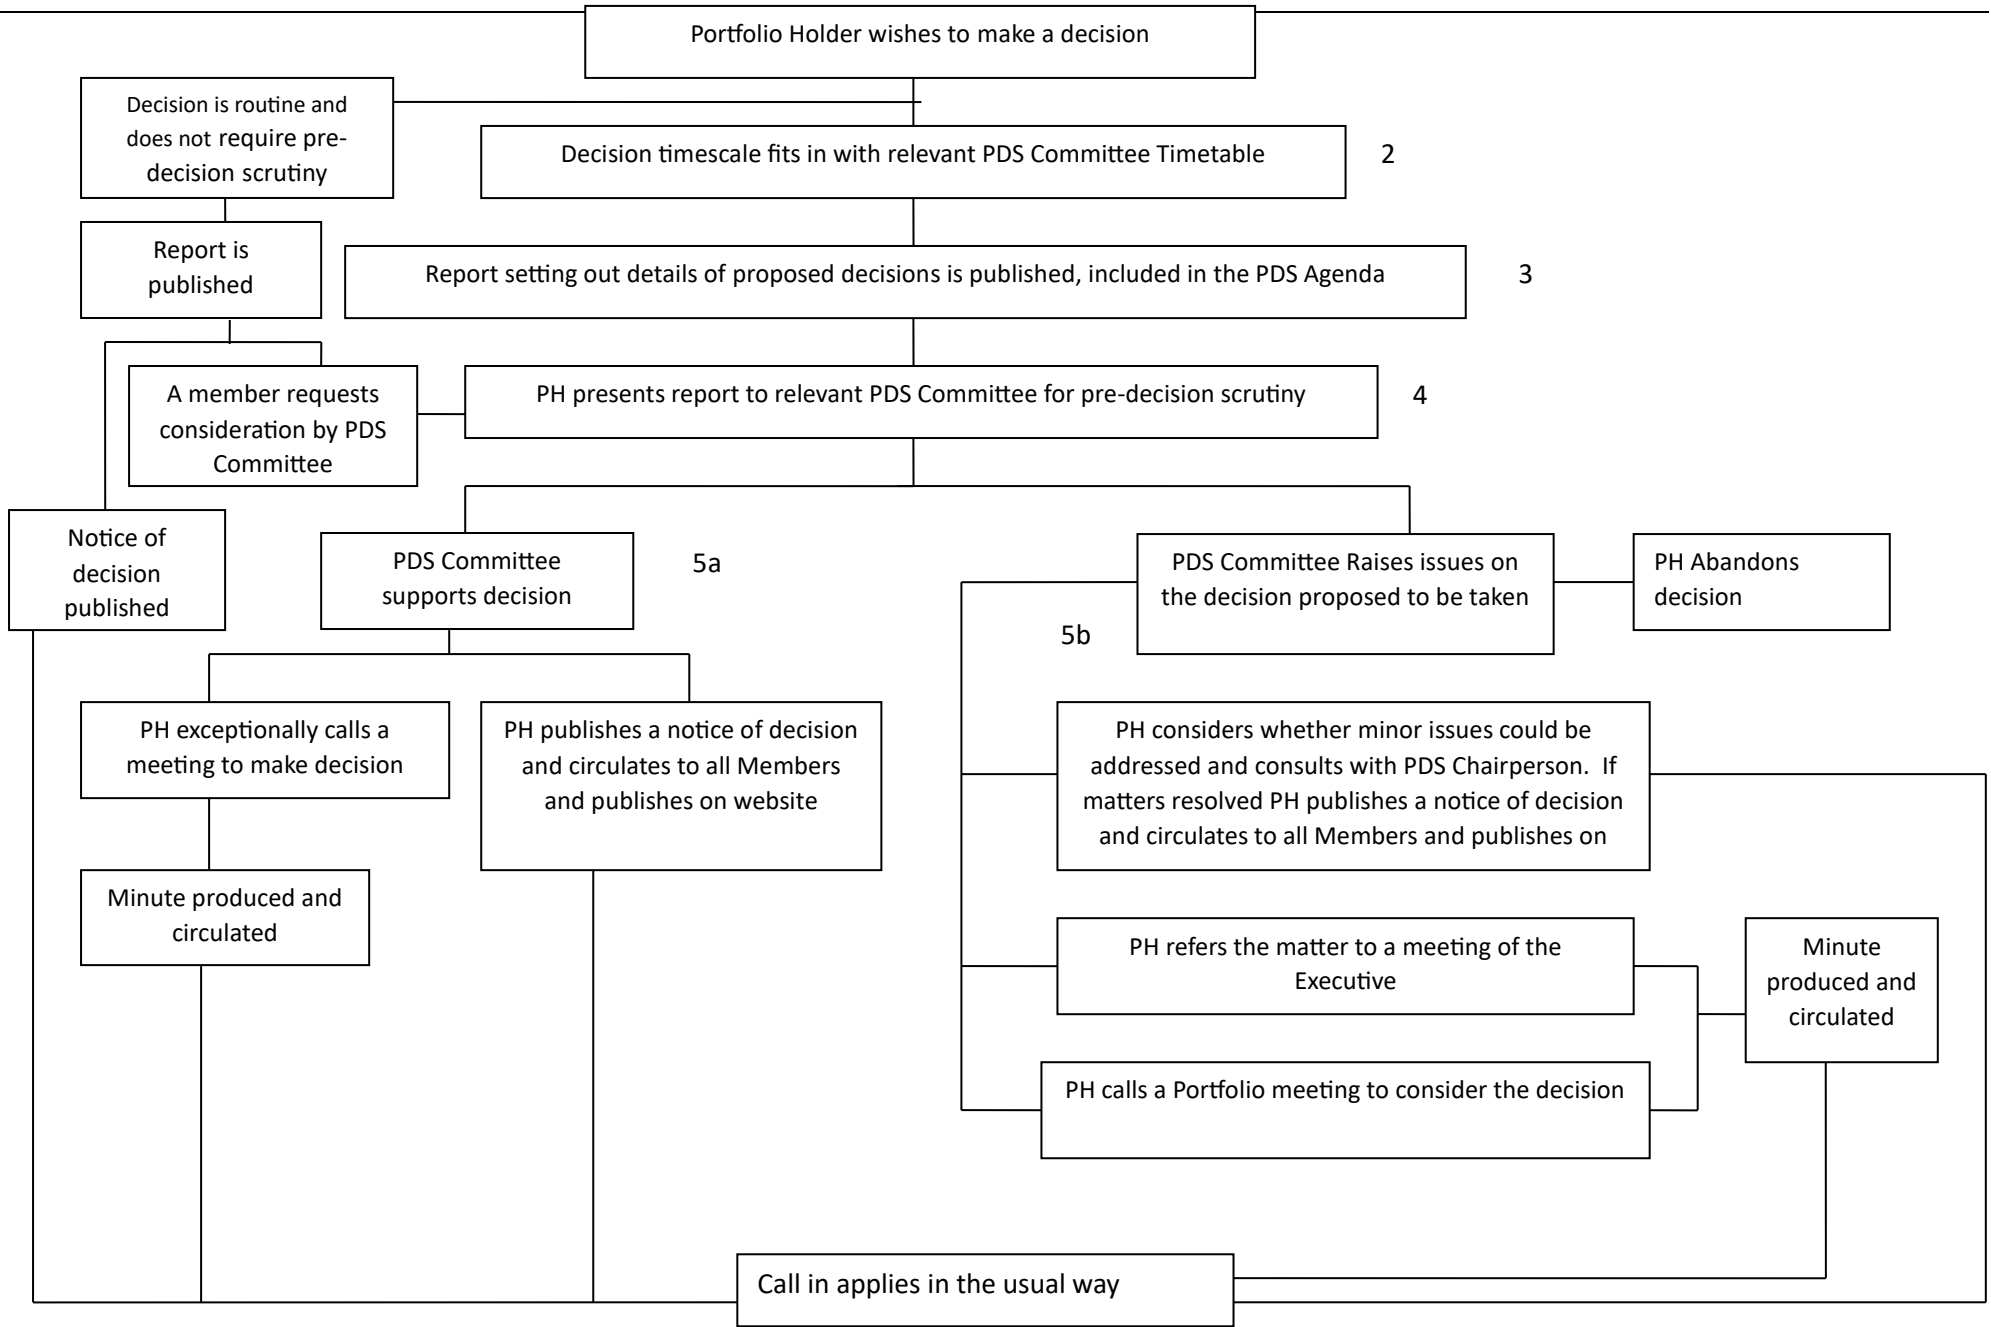 Portfolio Holder wishes to make a decision
Decision is routine and
does not require pre-
decision scrutiny
Decision timescale fits in with relevant PDS Committee Timetable
2
Report is
published
Report setting out details of proposed decisions is published, included in the PDS Agenda
3
A member requests
consideration by PDS
Committee
PH presents report to relevant PDS Committee for pre-decision scrutiny
4
Notice of
decision
published
PDS Committee
supports decision
5a
PDS Committee Raises issues on
the decision proposed to be taken
PH Abandons
decision
5b
PH exceptionally calls a
meeting to make decision
PH publishes a notice of decision
and circulates to all Members
and publishes on website
PH considers whether minor issues could be
addressed and consults with PDS Chairperson.  If
matters resolved PH publishes a notice of decision
and circulates to all Members and publishes on
Minute produced and
circulated
PH refers the matter to a meeting of the
Executive
Minute
produced and
circulated
PH calls a Portfolio meeting to consider the decision
Call in applies in the usual way